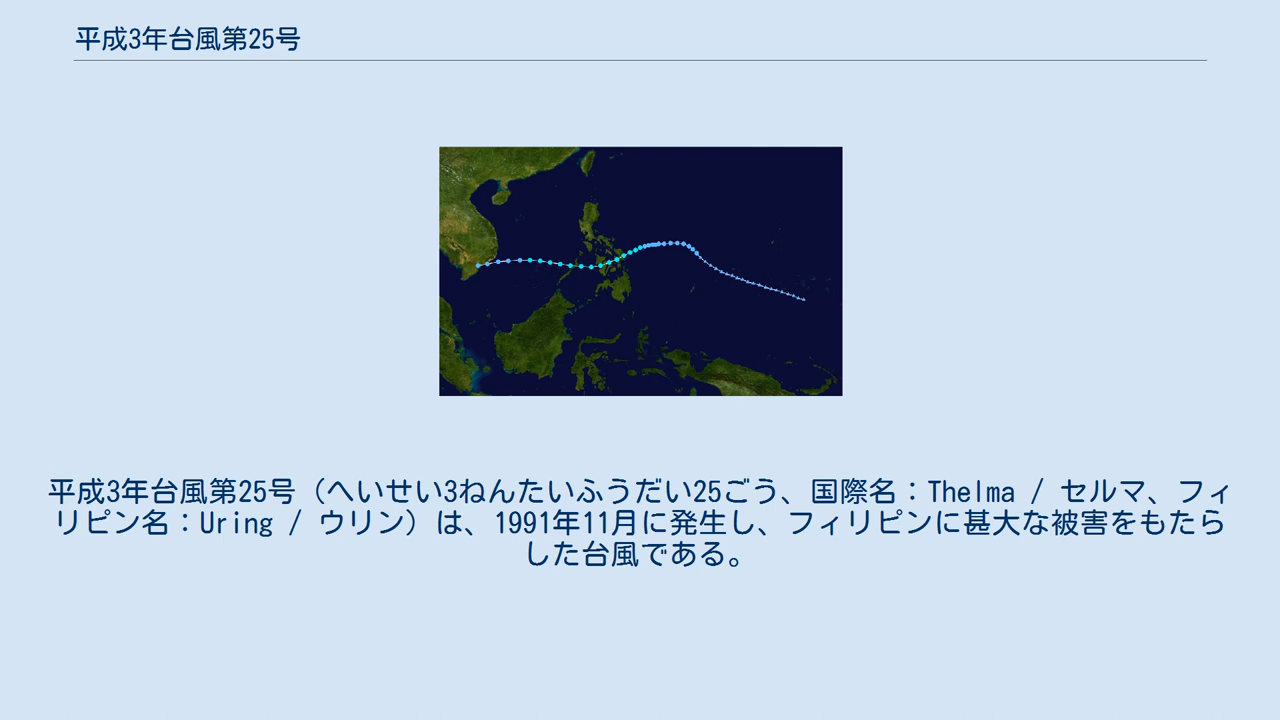 平成3年台風第25号
平成3年台風第25号（へいせい3ねんたいふうだい25ごう、国際名：Thelma / セルマ、フィ
リピン名：Uring / ウリン）は、1991年11月に発生し、フィリピンに甚大な被害をもたら
した台風である。